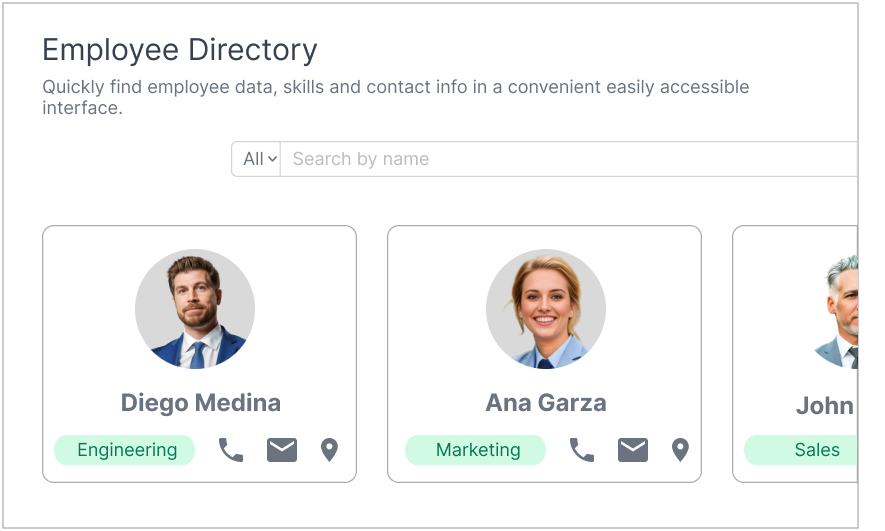 Employee Directory
Quickly find employee data, skills and contact info in a convenient easily accessible
interface.
All Search by name
Diego Medina
Engineering
Ana Garza
Marketing
John
Sales